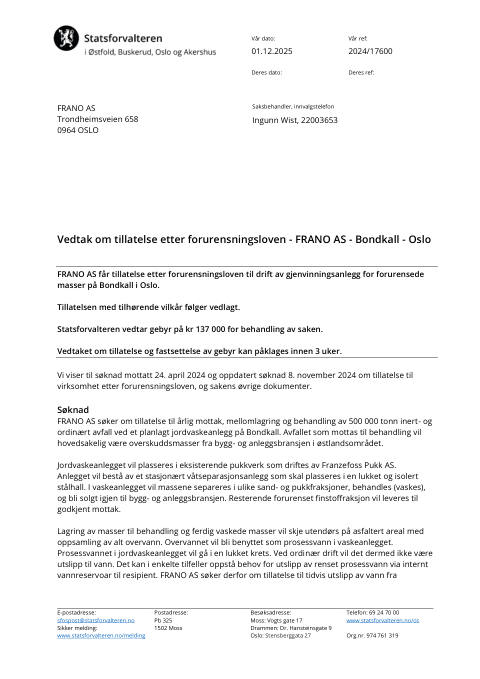 Statsforvalteren
i Østfold, Buskerud, Oslo og Akershus
Vår dato:
Vår ref:
01.12.2025
2024/17600
Deres dato:
Deres ref:
FRANO AS
Trondheimsveien 658
0964 OSLO
Saksbehandler, innvalgstelefon
Ingunn Wist, 22003653
Vedtak om tillatelse etter forurensningsloven - FRANO AS - Bondkall - Oslo
FRANO AS får tillatelse etter forurensningsloven til drift av gjenvinningsanlegg for forurensede
masser på Bondkall i Oslo.
Tillatelsen med tilhørende vilkår følger vedlagt.
Statsforvalteren vedtar gebyr på kr 137 000 for behandling av saken.
Vedtaket om tillatelse og fastsettelse av gebyr kan påklages innen 3 uker.
Vi viser til søknad mottatt 24. april 2024 og oppdatert søknad 8. november 2024 om tillatelse til
virksomhet etter forurensningsloven, og sakens øvrige dokumenter.
Søknad
FRANO AS søker om tillatelse til årlig mottak, mellomlagring og behandling av 500 000 tonn inert- og
ordinært avfall ved et planlagt jordvaskeanlegg på Bondkall. Avfallet som mottas til behandling vil
hovedsakelig være overskuddsmasser fra bygg- og anleggsbransjen i østlandsområdet.
Jordvaskeanlegget vil plasseres i eksisterende pukkverk som driftes av Franzefoss Pukk AS.
Anlegget vil bestå av et stasjonært våtseparasjonsanlegg som skal plasseres i en lukket og isolert
stålhall. I vaskeanlegget vil massene separeres i ulike sand- og pukkfraksjoner, behandles (vaskes),
og bli solgt igjen til bygg- og anleggsbransjen. Resterende forurenset finstoffraksjon vil leveres til
godkjent mottak.
Lagring av masser til behandling og ferdig vaskede masser vil skje utendørs på asfaltert areal med
oppsamling av alt overvann. Overvannet vil bli benyttet som prosessvann i vaskeanlegget.
Prosessvannet i jordvaskeanlegget vil gå i en lukket krets. Ved ordinær drift vil det dermed ikke være
utslipp til vann. Det kan i enkelte tilfeller oppstå behov for utslipp av renset prosessvann via internt
vannreservoar til resipient. FRANO AS søker derfor om tillatelse til tidvis utslipp av vann fra
E-postadresse:
sfospost@statsforvalteren.no
Sikker melding:
www.statsforvalteren.no/melding
Postadresse:
Pb 325
1502 Moss
Besøksadresse:
Moss: Vogts gate 17
Drammen: Dr. Hansteinsgate 9
Oslo: Stensberggata 27
Telefon: 69 24 70 00
www.statsforvalteren.no/os
Org.nr. 974 761 319